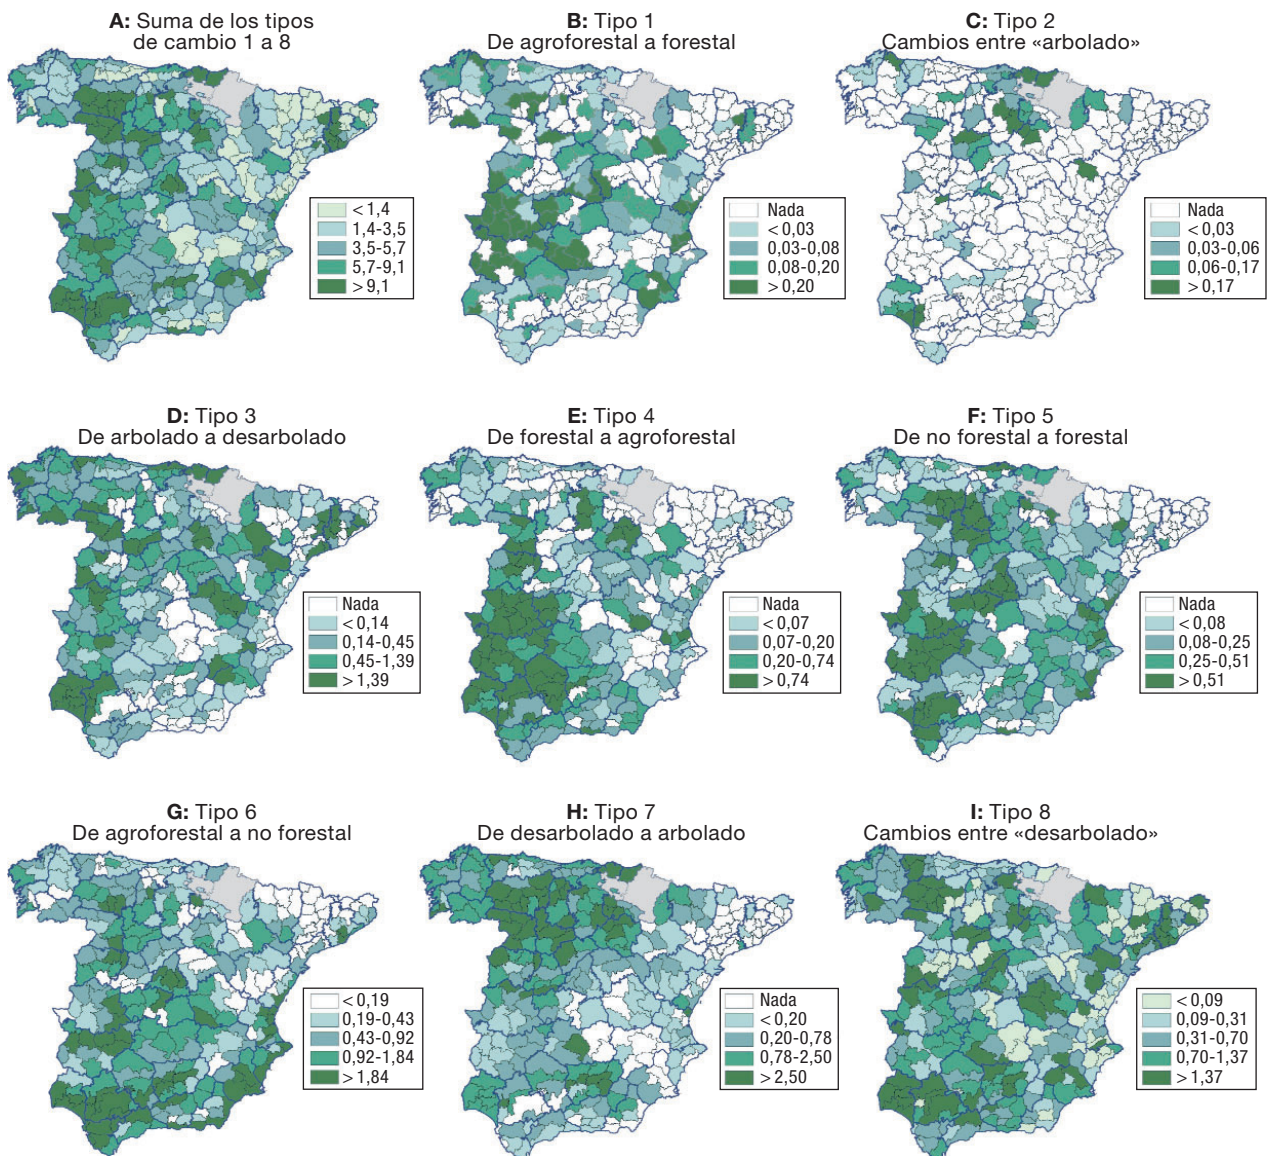 A: Suma de los tipos
de cambio 1 a 8
< 1,4
1,4-3,5
3,5-5,7
5,7-9,1
> 9,1
B: Tipo 1
De agroforestal a forestal
Nada
< 0,03
0,03-0,08
0,08-0,20
> 0,20
C: Tipo 2
Cambios entre «arbolado»
Nada
< 0,03
0,03-0,06
0,06-0,17
> 0,17
D: Tipo 3
De arbolado a desarbolado
Nada
< 0,14
0,14-0,45
0,45-1,39
> 1,39
E: Tipo 4
De forestal a agroforestal
Nada
< 0,07
0,07-0,20
0,20-0,74
> 0,74
F: Tipo 5
De no forestal a forestal
Nada
< 0,08
0,08-0,25
0,25-0,51
> 0,51
G: Tipo 6
De agroforestal a no forestal
< 0,19
0,19-0,43
0,43-0,92
0,92-1,84
> 1,84
H: Tipo 7
De desarbolado a arbolado
Nada
< 0,20
0,20-0,78
0,78-2,50
> 2,50
I: Tipo 8
Cambios entre «desarbolado»
< 0,09
0,09-0,31
0,31-0,70
0,70-1,37
> 1,37